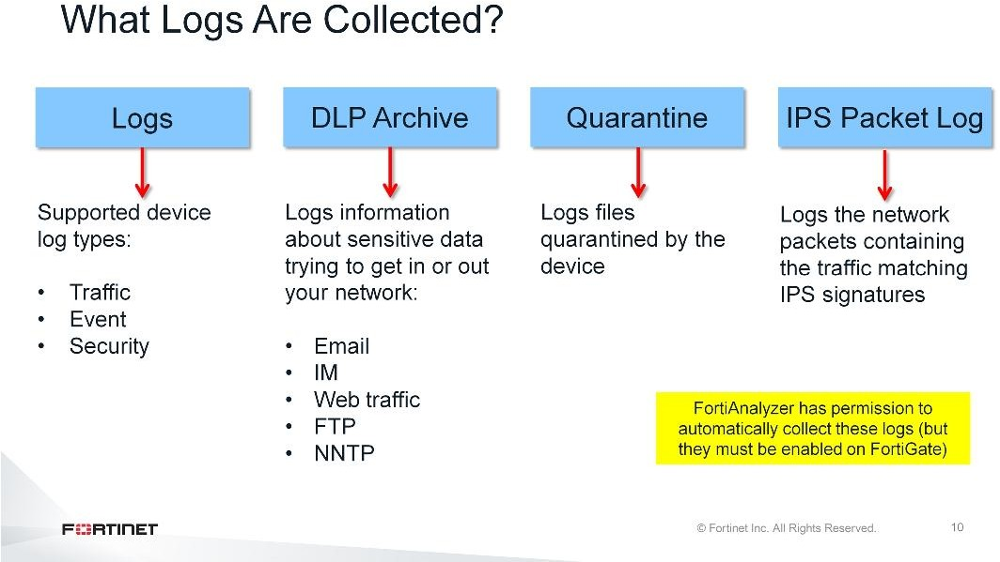 What Logs Are Collected?
Logs
Supported device
log types:
• Traffic
• Event
• Security
DLP Archive
Logs information
about sensitive data
trying to get in or out
your network:
• Email
• IM
• Web traffic
• FTP
• NNTP
Quarantine
Logs files
quarantined by the
device
IPS Packet Log
Logs the network
packets containing
the traffic matching
IPS signatures
FortiAnalyzer has permission to
automatically collect these logs (but
they must be enabled on FortiGate)
FORTINET
© Fortinet Inc. All Rights Reserved.
10